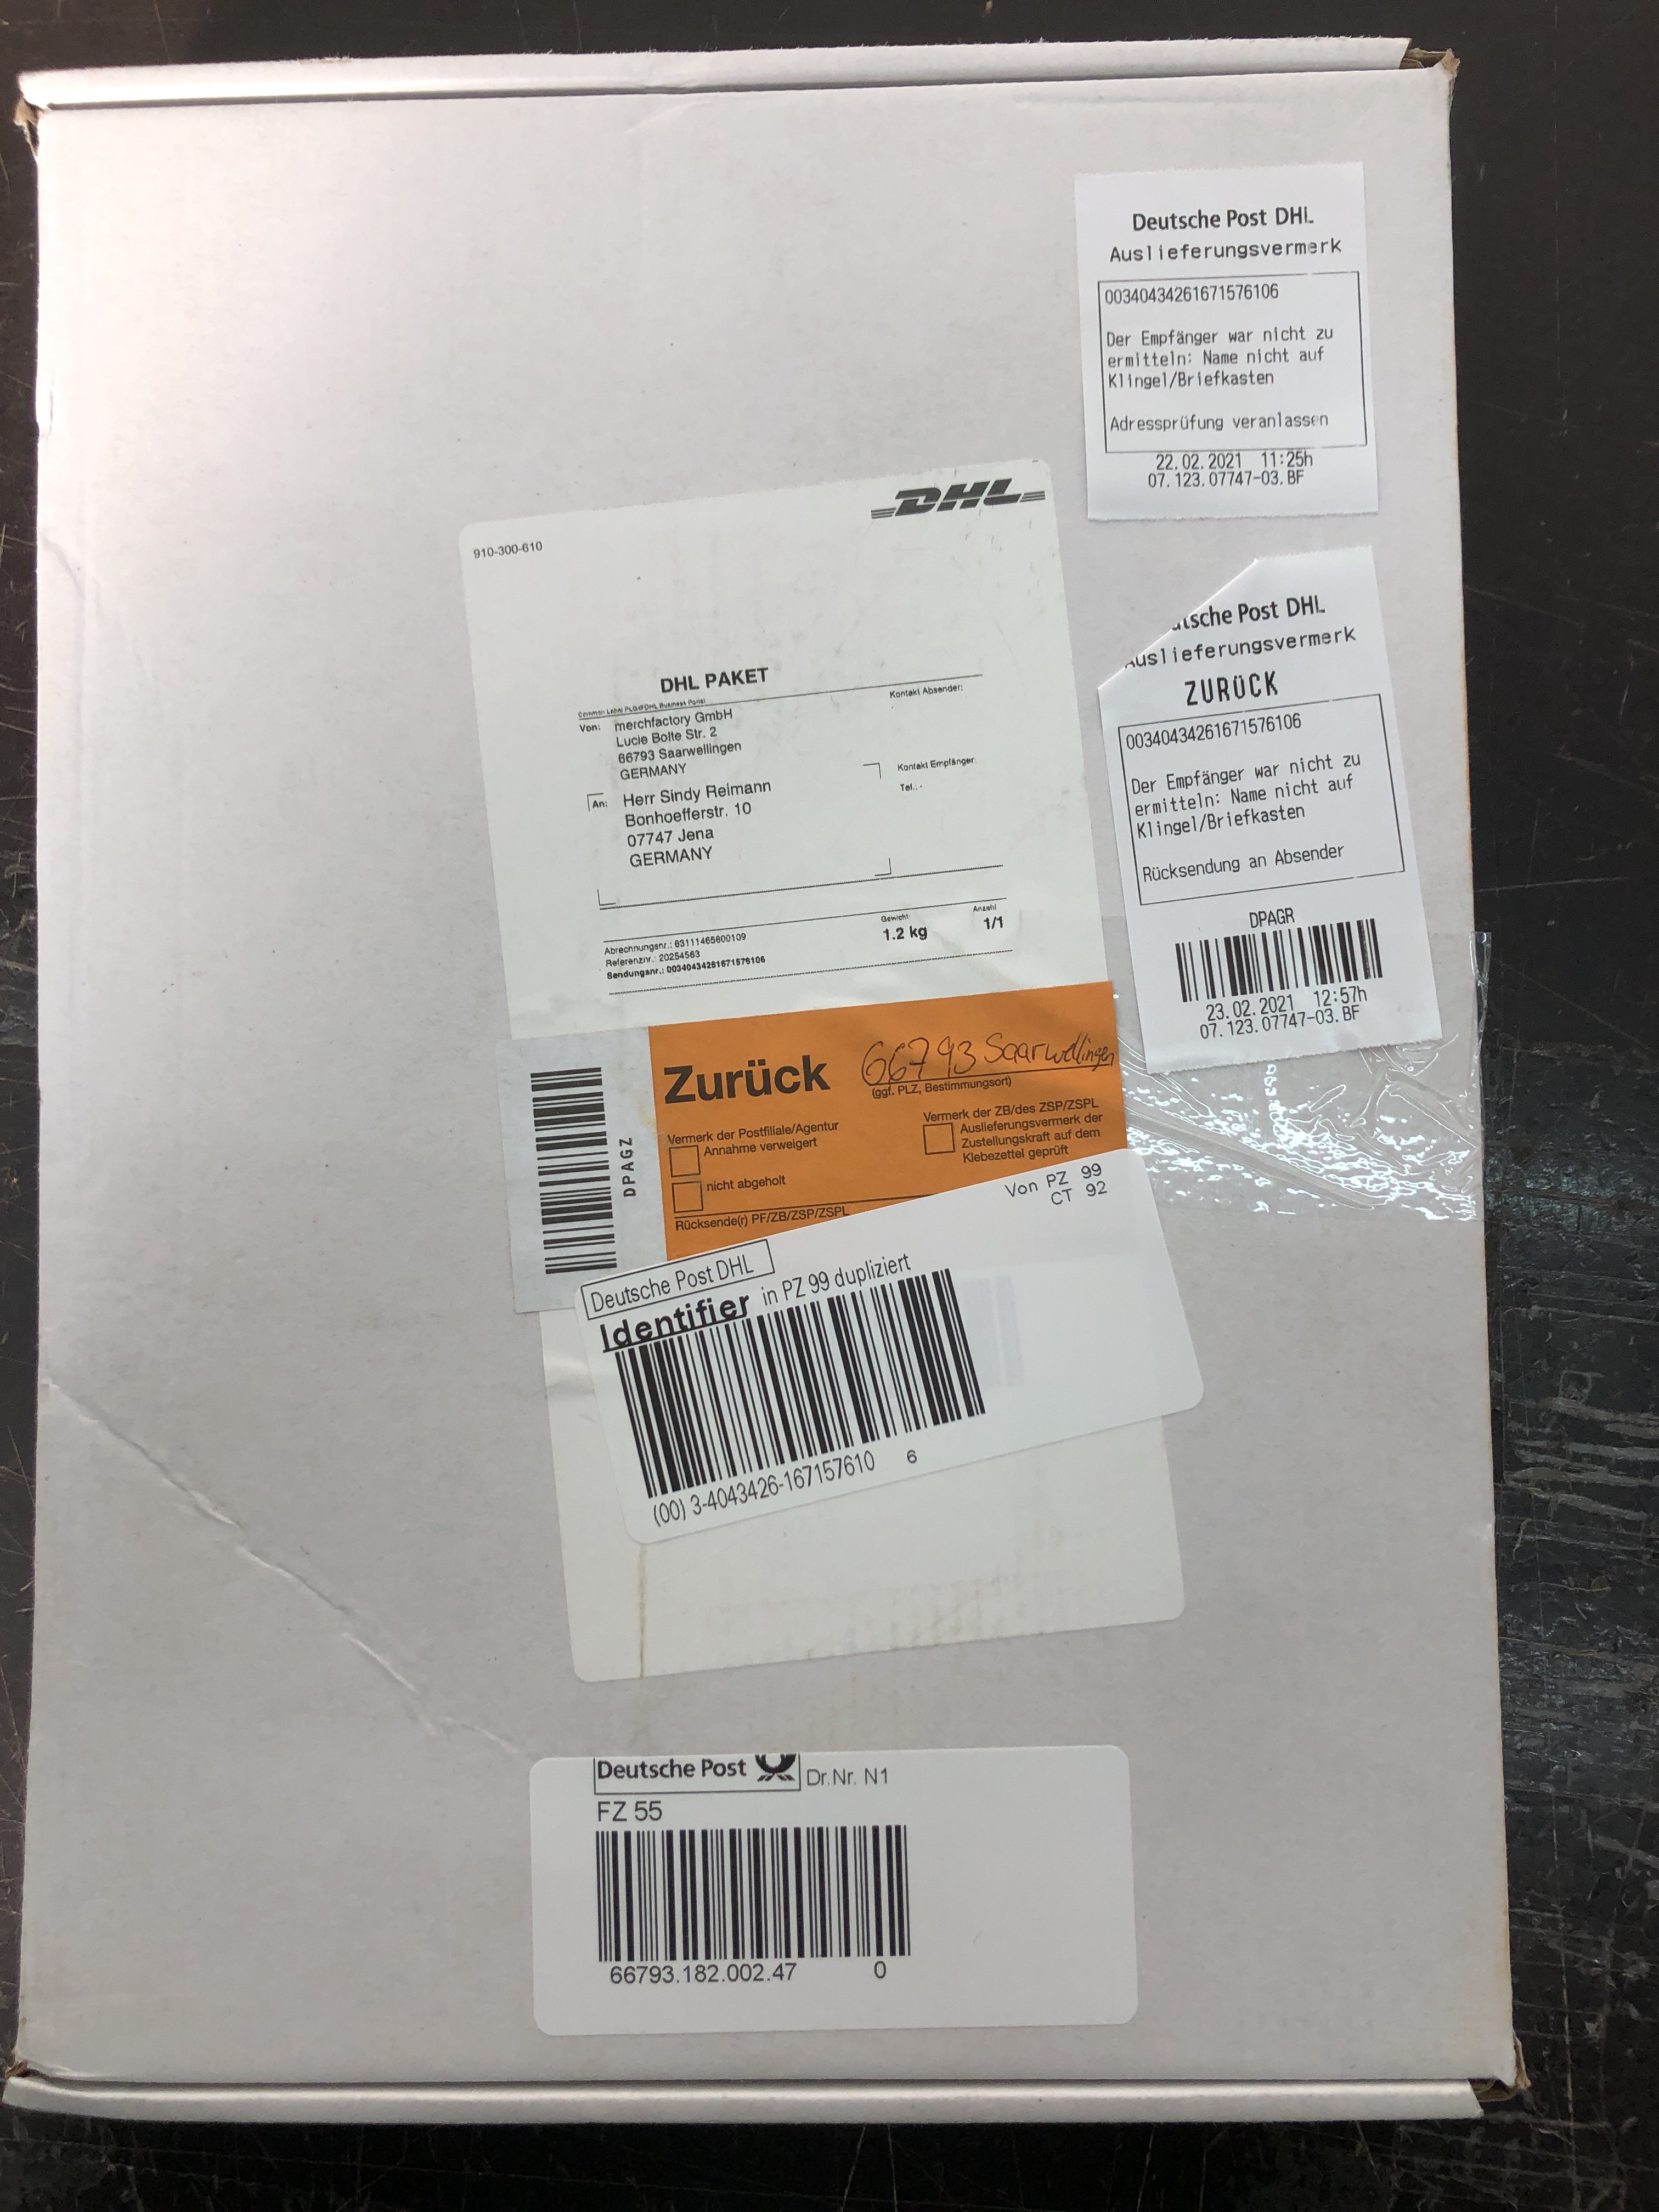 Deutsche Post DHL
Auslieferungsvermerk
00340434261671576106
Der Empfänger war nicht zu
ermitteln: Name nicht auf
Klingel/Briefkasten
Adressprüfung veranlassen
22.02.2021 11:25h
07.123.07747-03.BF
DHL
910-300-610
DHL PAKET
Common Label PLG@DHL Business Portal
Von: merchfactory GmbH
Lucie Bolte Str. 2
66793 Saarwellingen
GERMANY
Kontakt Absender:
An: Herr Sindy Reimann
Bonhoefferstr. 10
07747 Jena
GERMANY
Kontakt Empfänger:
Tel.: -
Abrechnungsnr.: 63111465600109
Referenznr.: 20254563
Sendungsnr.: 00340434261671576106
Gewicht:
1.2 kg
Anzahl
1/1
tsche Post DHL
uslieferungsvermerk
ZURÜCK
00340434261671576106
Der Empfänger war nicht zu
ermitteln: Name nicht auf
Klingel/Briefkasten
Rücksendung an Absender
DPAGR
23.02.2021 12:57h
07.123.07747-03.BF
DPAGZ
Zurück 66793 Saarwellingen
(ggf. PLZ, Bestimmungsort)
Vermerk der Postfiliale/Agentur
Annahme verweigert
nicht abgeholt
Rücksende(r) PF/ZB/ZSP/ZSPL
Vermerk der ZB/des ZSP/ZSPL
Auslieferungsvermerk der
Zustellungskraft auf dem
Klebezettel geprüft
Von PZ 99
CT 92
Deutsche Post DHL
Identifier in PZ 99 dupliziert
(00) 3-4043426-167157610 6
Deutsche Post Dr.Nr. N1
FZ 55
66793.182.002.47 0